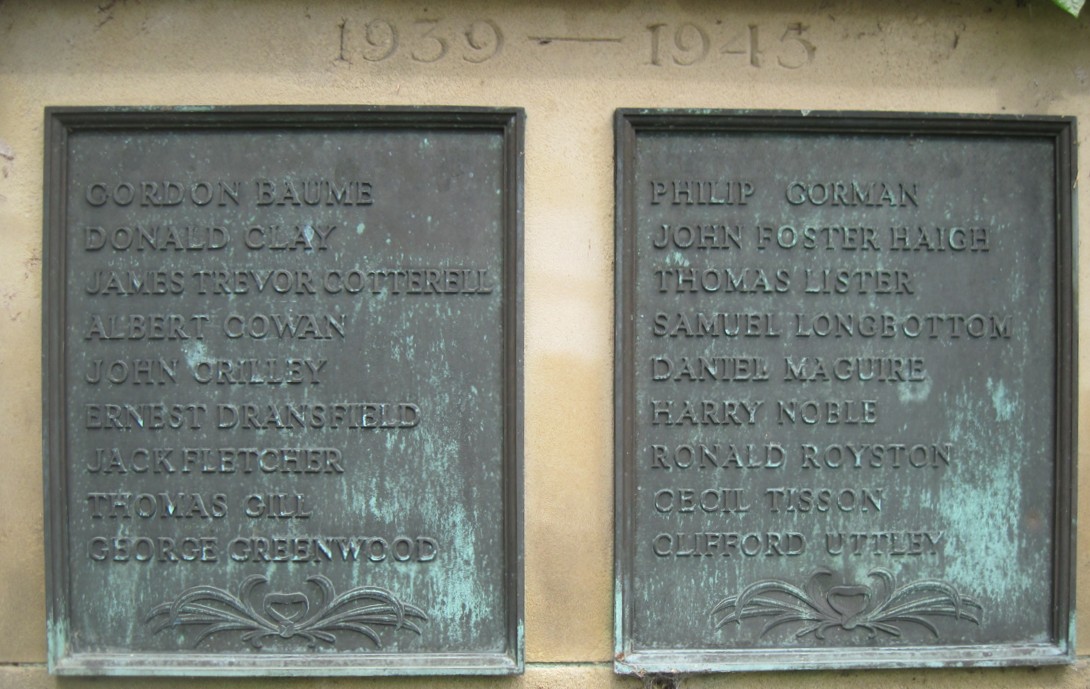 1939 — 1945
GORDON BAUME
DONALD CLAY
JAMES TREVOR COTTERELL
ALBERT COWAN
JOHN CRILLEY
ERNEST DRANSFIELD
JACK FLETCHER
THOMAS GILL
GEORGE GREENWOOD
PHILIP GORMAN
JOHN FOSTER HAIGH
THOMAS LISTER
SAMUEL LONGBOTTOM
DANIEL MAGUIRE
HARRY NOBLE
RONALD ROYSTON
CECIL TISSON
CLIFFORD UTTLEY